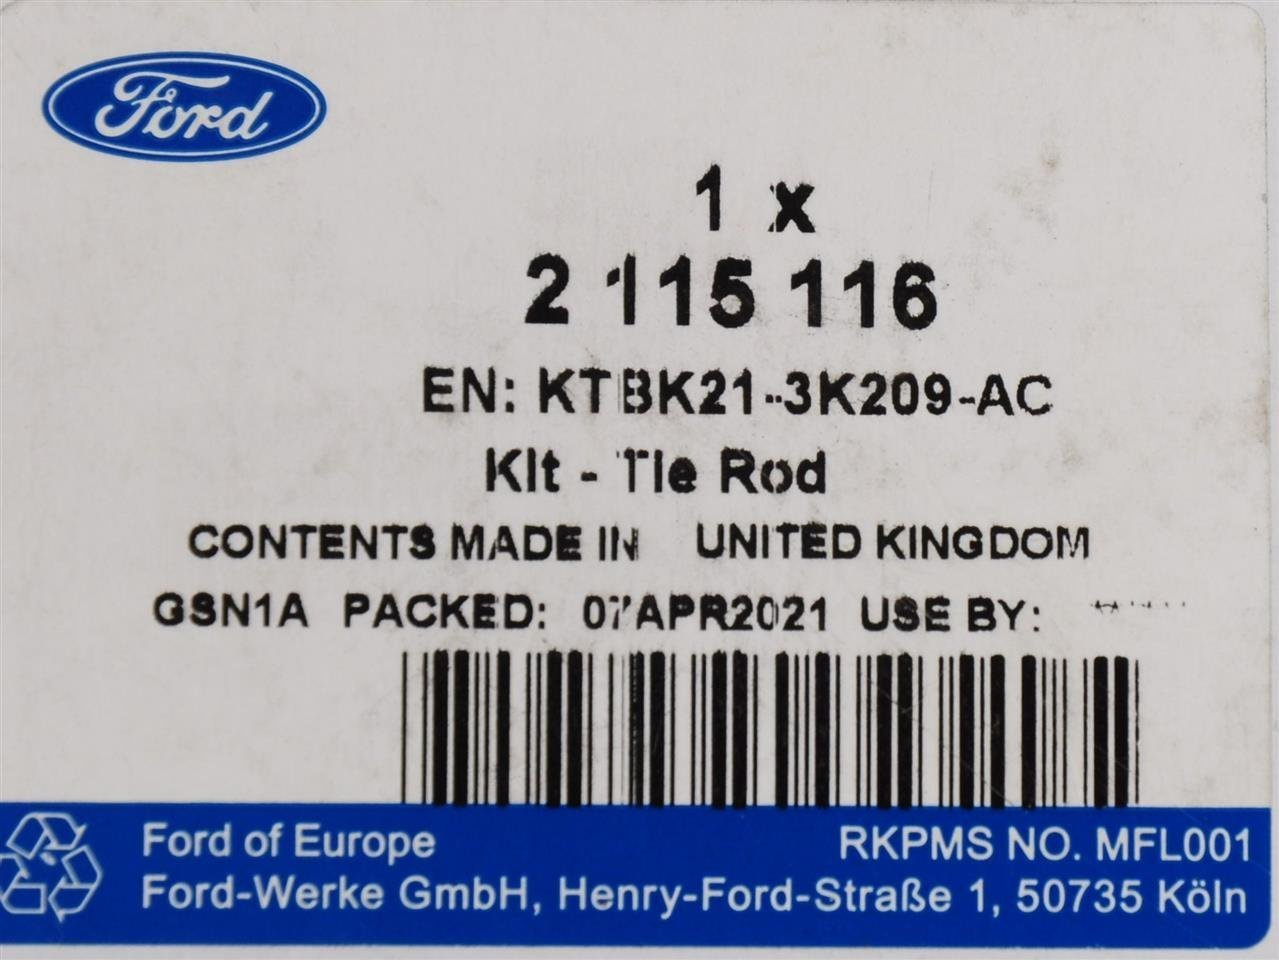 Ford
1 x
2 115 116
EN: KTBK21-3K209-AC
Kit - Tie Rod
CONTENTS MADE IN UNITED KINGDOM
GSN1A PACKED: 07APR2021 USE BY:
Ford of Europe
RKPMS NO. MFL001
Ford-Werke GmbH, Henry-Ford-Straße 1, 50735 Köln